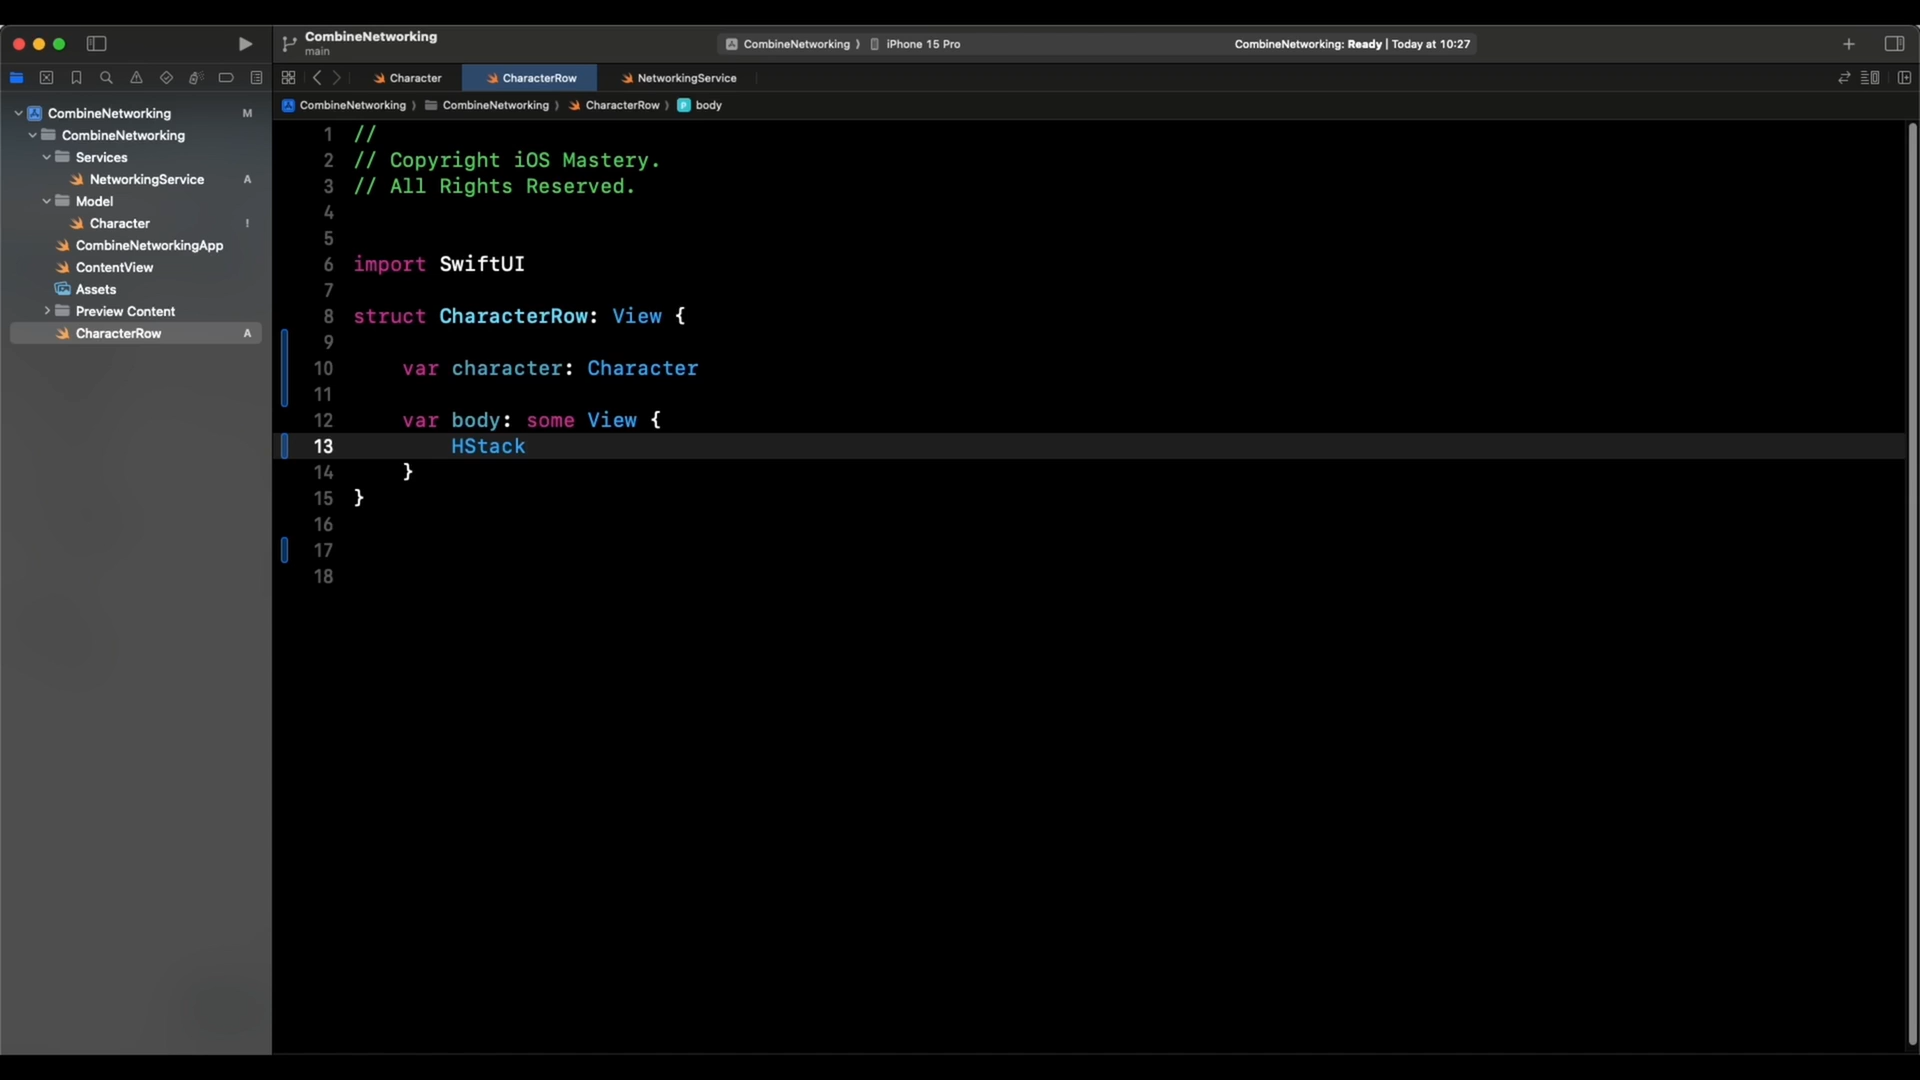 CombineNetworking
main
CombineNetworking
iPhone 15 Pro
CombineNetworking: Ready | Today at 10:27
Character
CharacterRow
NetworkingService
CombineNetworking
CombineNetworking
CharacterRow
body
CombineNetworking M
CombineNetworking
Services
NetworkingService A
Model
Character !
CombineNetworkingApp
ContentView
Assets
Preview Content
CharacterRow A
1 //
2 // Copyright iOS Mastery.
3 // All Rights Reserved.
4
5
6 import SwiftUI
7
8 struct CharacterRow: View {
9
10 var character: Character
11
12 var body: some View {
13 HStack
14 }
15 }
16
17
18